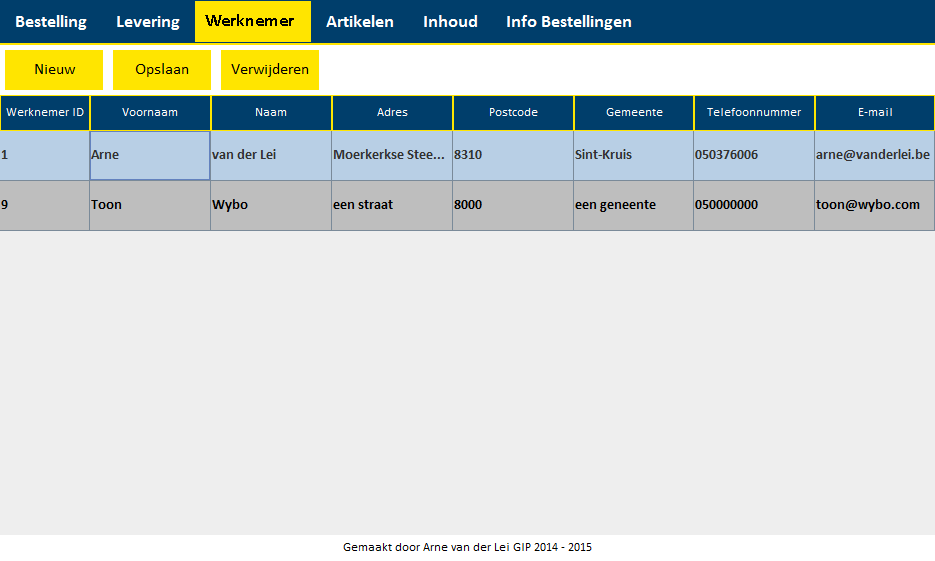 Bestelling Levering Werknemer Artikelen Inhoud Info Bestellingen
Nieuw Opslaan Verwijderen
Werknemer ID Voornaam Naam Adres Postcode Gemeente Telefoonnummer E-mail
1 Arne van der Lei Moerkerkse Stee... 8310 Sint-Kruis 050376006 arne@vanderlei.be
9 Toon Wybo een straat 8000 een geneente 050000000 toon@wybo.com
Gemaakt door Arne van der Lei GIP 2014 - 2015